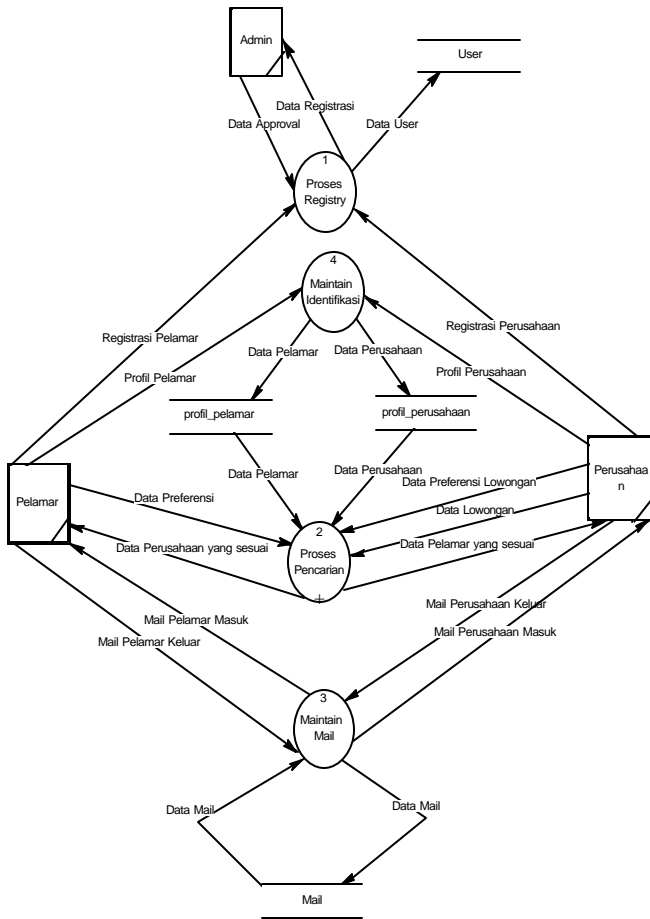 Admin
User
Data Registrasi
Data Approval
Data User
1
Proses
Registry
4
Maintain
Identifikasi
Registrasi Pelamar
Registrasi Perusahaan
Data Pelamar
Data Perusahaan
Profil Pelamar
Profil Perusahaan
profil_pelamar
profil_perusahaan
Pelamar
Perusahaa
n
Data Pelamar
Data Perusahaan
Data Preferensi
Data Preferensi Lowongan
Data Lowongan
2
Proses
Pencarian
Data Perusahaan yang sesuai
Data Pelamar yang sesuai
Mail Pelamar Masuk
Mail Perusahaan Keluar
Mail Pelamar Keluar
Mail Perusahaan Masuk
3
Maintain
Mail
Data Mail
Data Mail
Mail